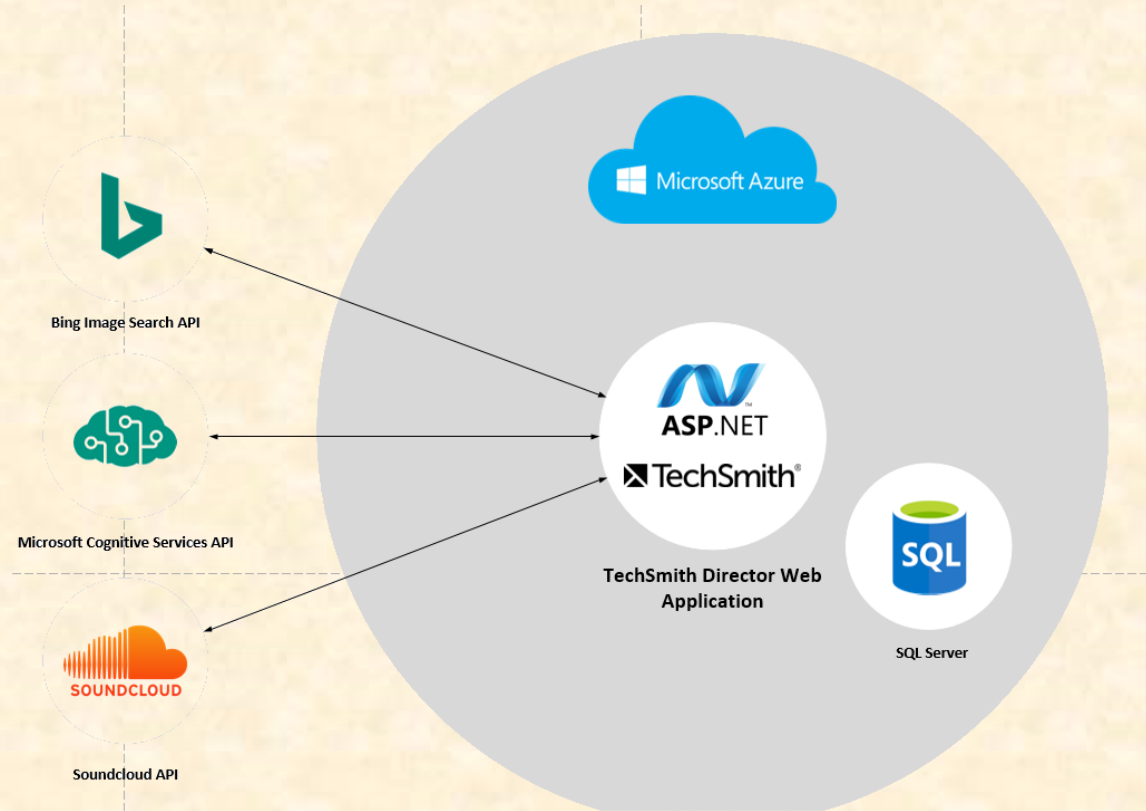 Microsoft Azure
Bing Image Search API
ASP.NET
TM
TechSmith®
Microsoft Cognitive Services API
SQL
TechSmith Director Web
Application
SQL Server
SOUNDCLOUD
Soundcloud API